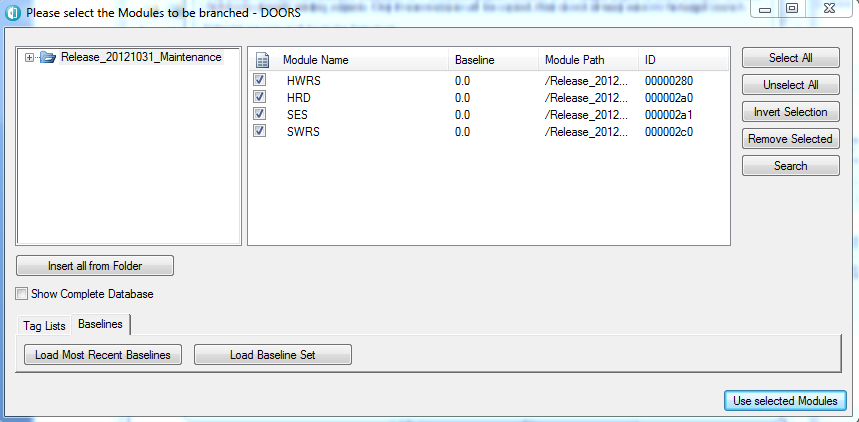 Please select the Modules to be branched - DOORS
Release_20121031_Maintenance
Module Name Baseline Module Path ID
HWRS 0.0 /Release_2012... 00000280
HRD 0.0 /Release_2012... 000002a0
SES 0.0 /Release_2012... 000002a1
SWRS 0.0 /Release_2012... 000002c0
Select All
Unselect All
Invert Selection
Remove Selected
Search
Insert all from Folder
Show Complete Database
Tag Lists Baselines
Load Most Recent Baselines Load Baseline Set
Use selected Modules